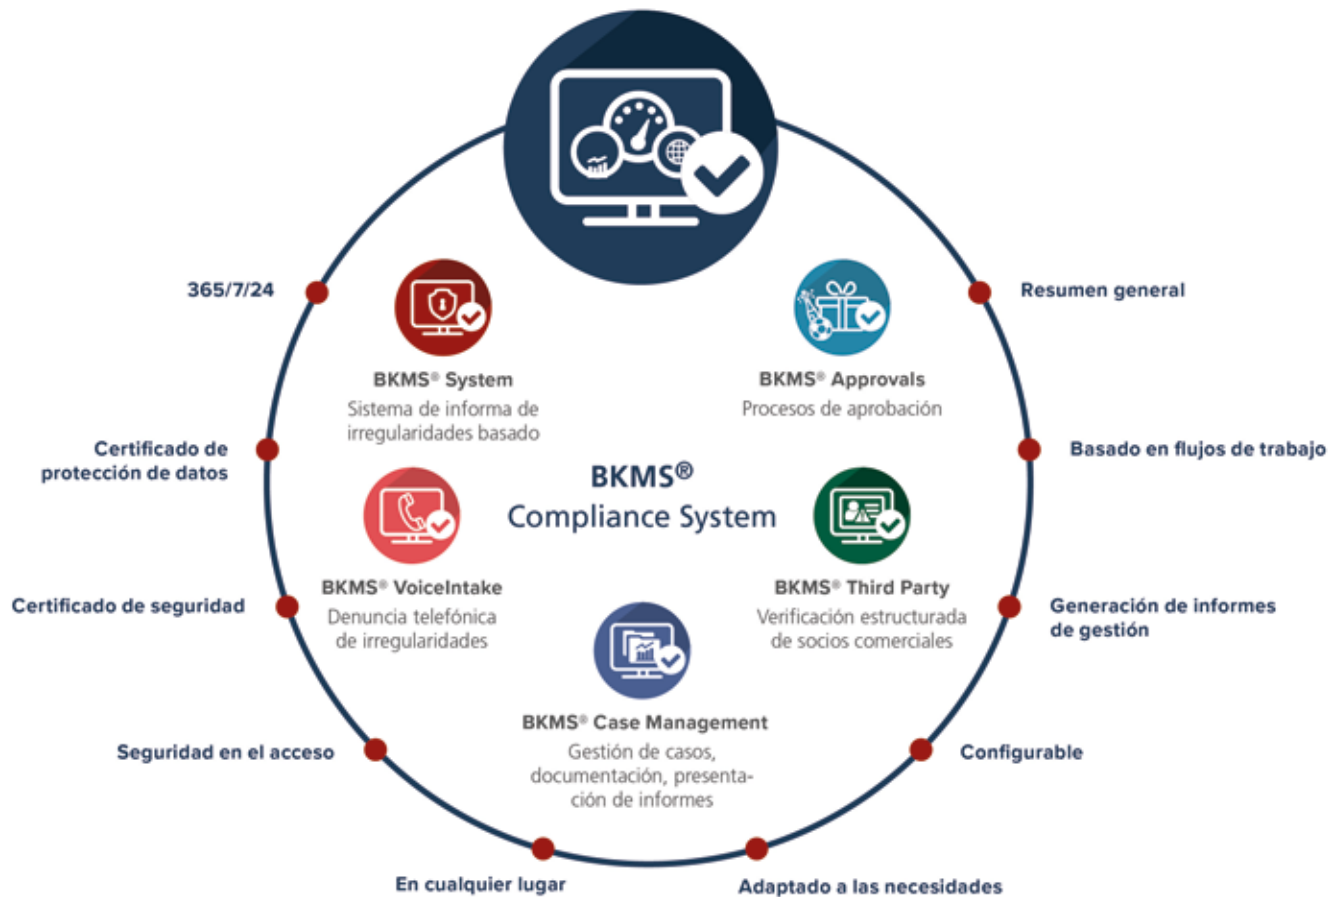 365/7/24
Resumen general
BKMS® System
Sistema de informa de
irregularidades basado
BKMS® Approvals
Procesos de aprobación
Certificado de
protección de datos
Basado en flujos de trabajo
BKMS®
Compliance System
BKMS® VoiceIntake
Denuncia telefónica
de irregularidades
BKMS® Third Party
Verificación estructurada
de socios comerciales
Certificado de seguridad
Generación de informes
de gestión
BKMS® Case Management
Gestión de casos,
documentación, presenta-
ción de informes
Seguridad en el acceso
Configurable
En cualquier lugar
Adaptado a las necesidades